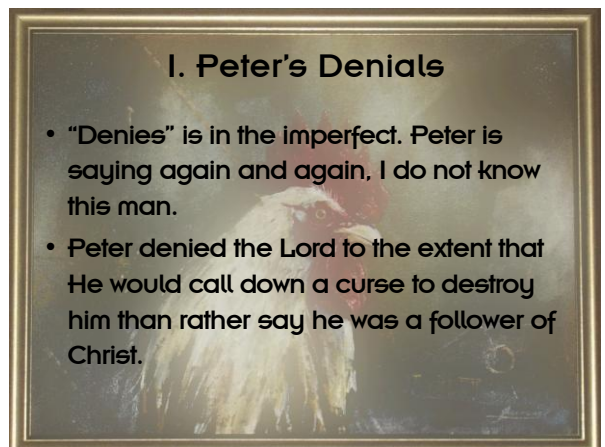 I. Peter's Denials
• "Denies" is in the imperfect. Peter is
saying again and again, I do not know
this man.
• Peter denied the Lord to the extent that
He would call down a curse to destroy
him than rather say he was a follower of
Christ.